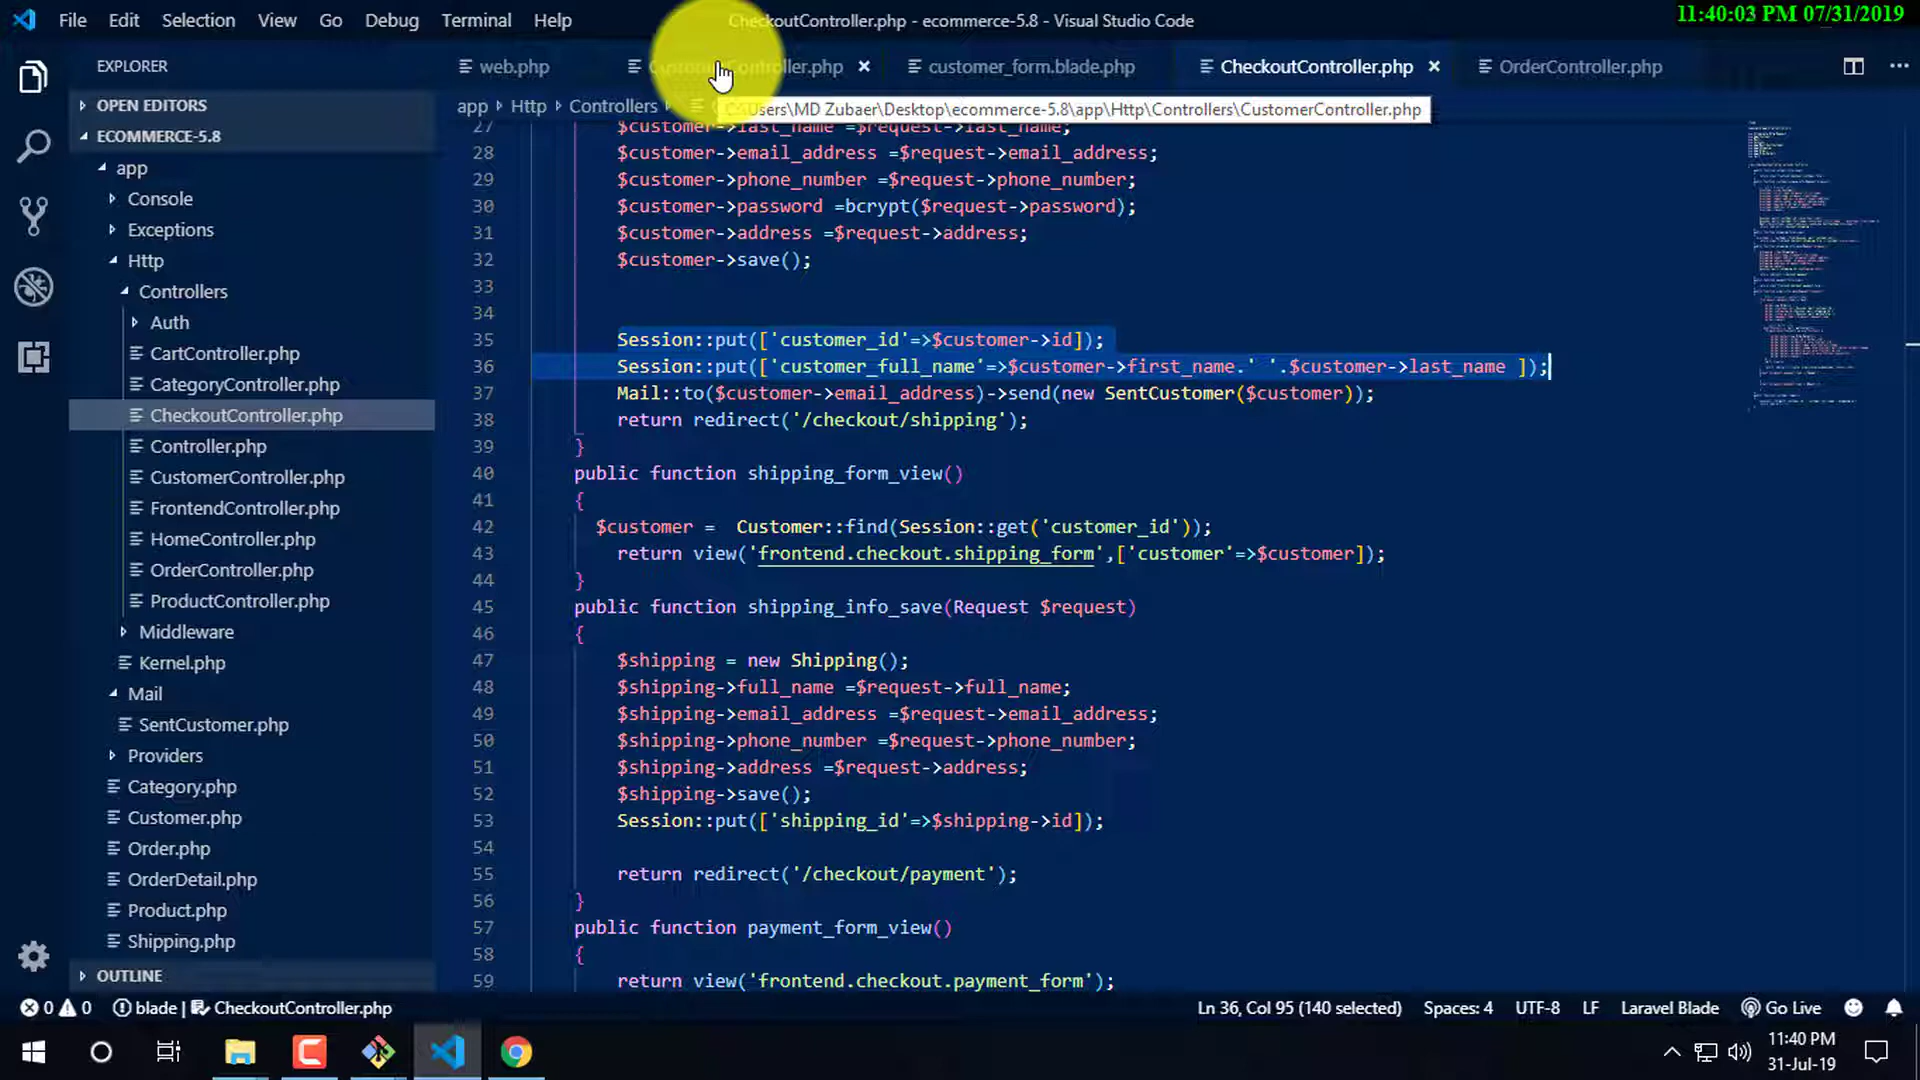 File Edit Selection View Go Debug Terminal Help
CheckoutController.php - ecommerce-5.8 - Visual Studio Code
11:40:03 PM 07/31/2019
EXPLORER
web.php
CustomerController.php
customer_form.blade.php
CheckoutController.php
OrderController.php
app Http Controllers
C:\Users\MD Zubaer\Desktop\ecommerce-5.8\app\Http\Controllers\CustomerController.php
OPEN EDITORS
ECOMMERCE-5.8
app
Console
Exceptions
Http
Controllers
Auth
CartController.php
CategoryController.php
CheckoutController.php
Controller.php
CustomerController.php
FrontendController.php
HomeController.php
OrderController.php
ProductController.php
Middleware
Kernel.php
Mail
SentCustomer.php
Providers
Category.php
Customer.php
Order.php
OrderDetail.php
Product.php
Shipping.php
OUTLINE
27 $customer->last_name =$request->last_name;
28 $customer->email_address =$request->email_address;
29 $customer->phone_number =$request->phone_number;
30 $customer->password =bcrypt($request->password);
31 $customer->address =$request->address;
32 $customer->save();
33
34
35 Session::put(['customer_id'=>$customer->id]);
36 Session::put(['customer_full_name'=>$customer->first_name.' '.$customer->last_name ]);
37 Mail::to($customer->email_address)->send(new SentCustomer($customer));
38 return redirect('/checkout/shipping');
39 }
40 public function shipping_form_view()
41 {
42 $customer = Customer::find(Session::get('customer_id'));
43 return view('frontend.checkout.shipping_form',['customer'=>$customer]);
44 }
45 public function shipping_info_save(Request $request)
46 {
47 $shipping = new Shipping();
48 $shipping->full_name =$request->full_name;
49 $shipping->email_address =$request->email_address;
50 $shipping->phone_number =$request->phone_number;
51 $shipping->address =$request->address;
52 $shipping->save();
53 Session::put(['shipping_id'=>$shipping->id]);
54
55 return redirect('/checkout/payment');
56 }
57 public function payment_form_view()
58 {
59 return view('frontend.checkout.payment_form');
0 0 blade CheckoutController.php
Ln 36, Col 95 (140 selected) Spaces: 4 UTF-8 LF Laravel Blade Go Live
11:40 PM
31-Jul-19